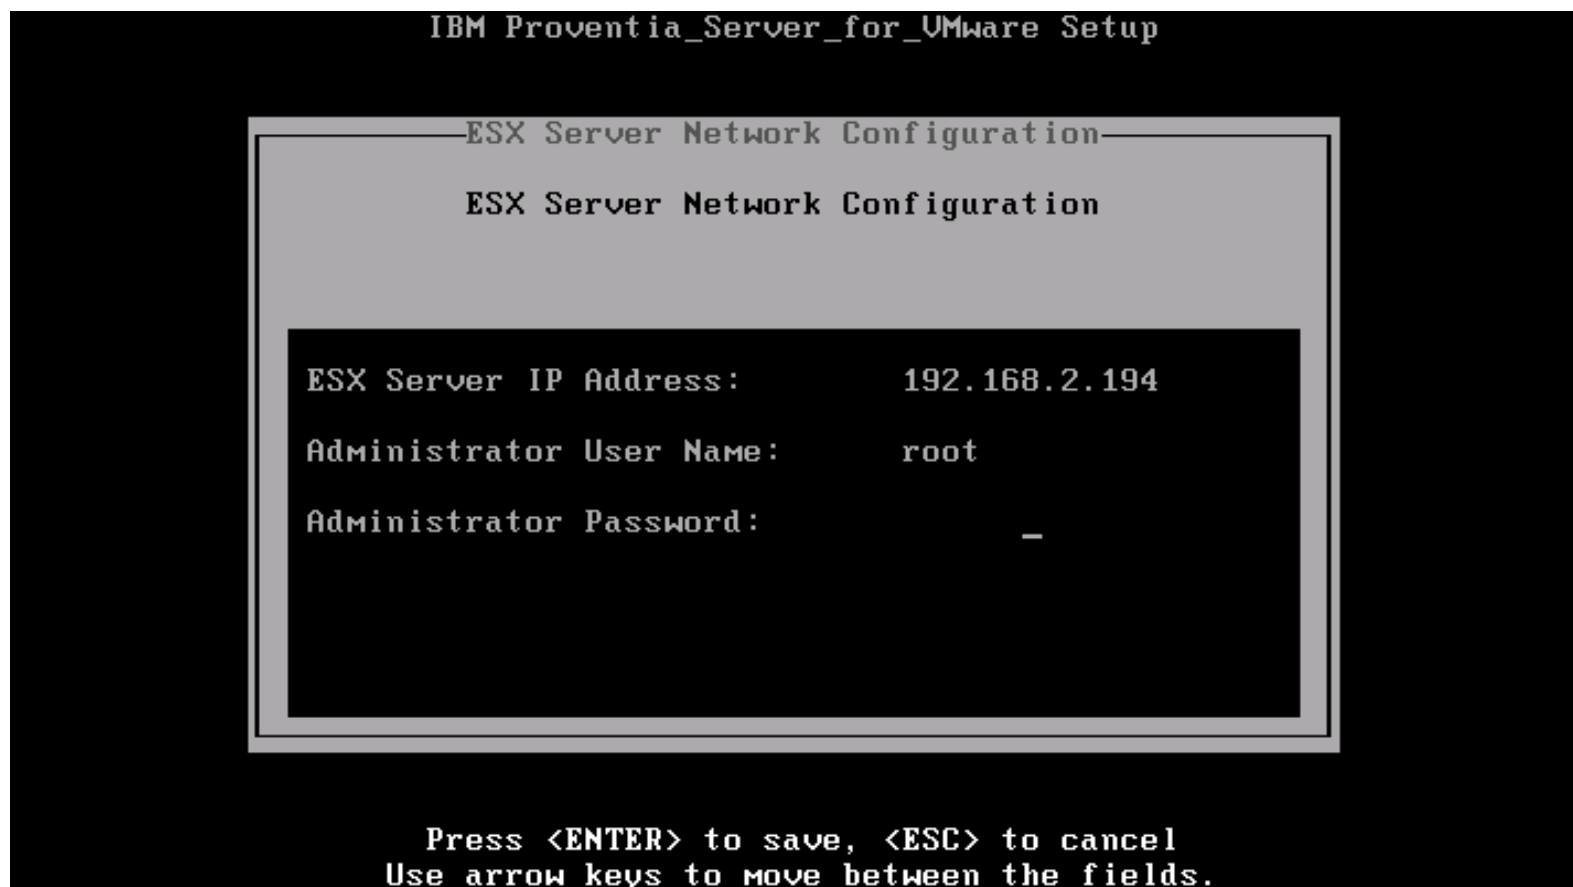 IBM Proventia_Server_for_VMware Setup
ESX Server Network Configuration
ESX Server Network Configuration
ESX Server IP Address: 192.168.2.194
Administrator User Name: root
Administrator Password: _
Press <ENTER> to save, <ESC> to cancel
Use arrow keys to move between the fields.